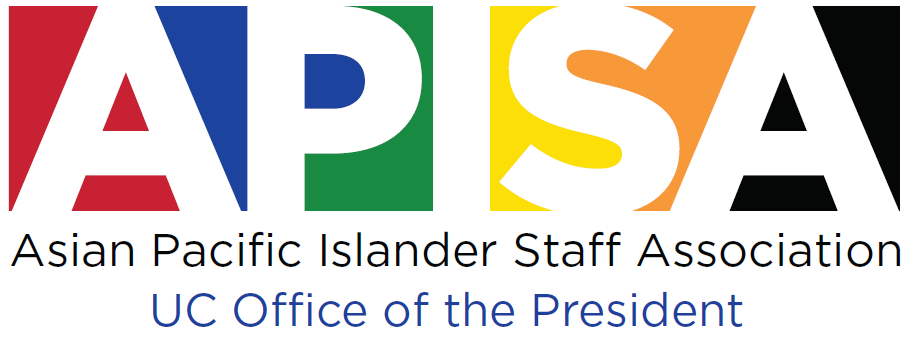 APISA
Asian Pacific Islander Staff Association
UC Office of the President